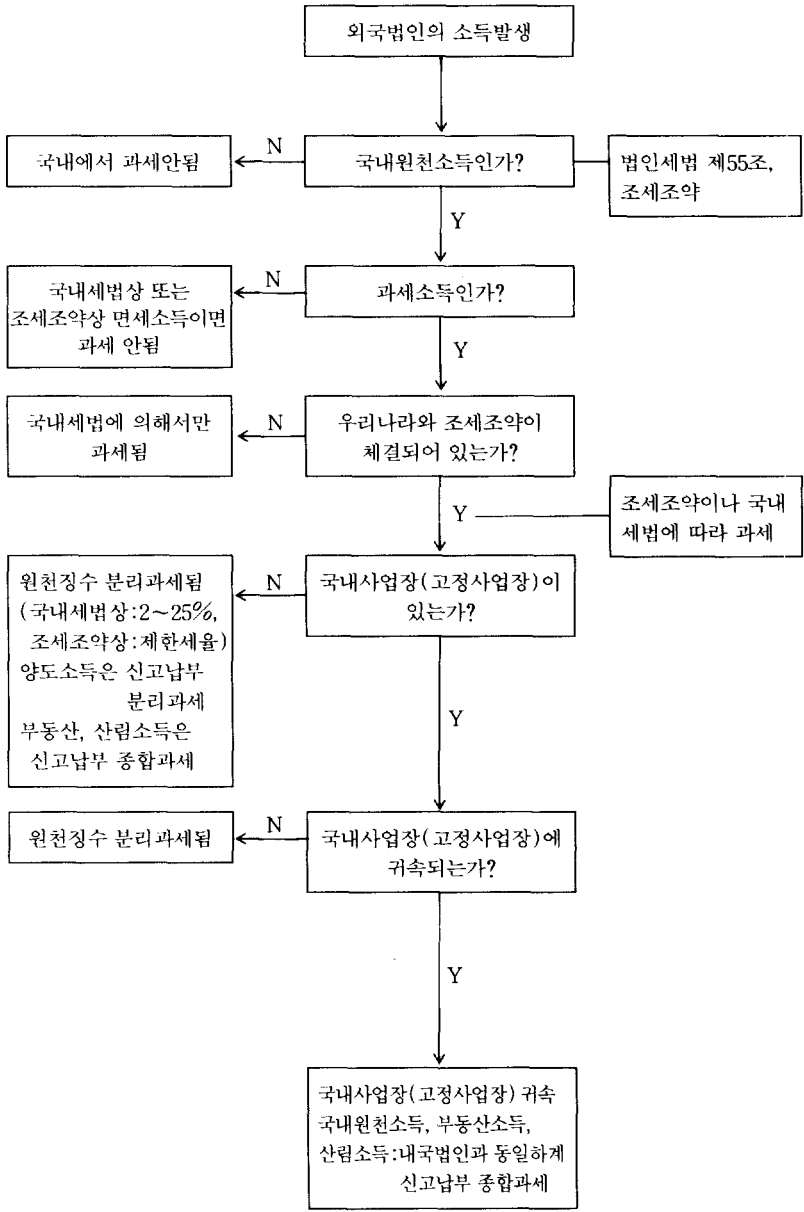 외국법인의 소득발생
N
국내에서 과세안됨
국내원천소득인가?
법인세법 제55조,
조세조약
Y
국내세법상 또는
조세조약상 면세소득이면
과세 안됨
N
과세소득인가?
Y
국내세법에 의해서만
과세됨
N
우리나라와 조세조약이
체결되어 있는가?
Y
조세조약이나 국내
세법에 따라 과세
원천징수 분리과세됨
(국내세법상:2~25%,
조세조약상:제한세율)
양도소득은 신고납부
분리과세
부동산, 산림소득은
신고납부 종합과세
N
국내사업장(고정사업장)이
있는가?
Y
원천징수 분리과세됨
N
국내사업장(고정사업장)에
귀속되는가?
Y
국내사업장(고정사업장) 귀속
국내원천소득, 부동산소득,
산림소득:내국법인과 동일하게
신고납부 종합과세